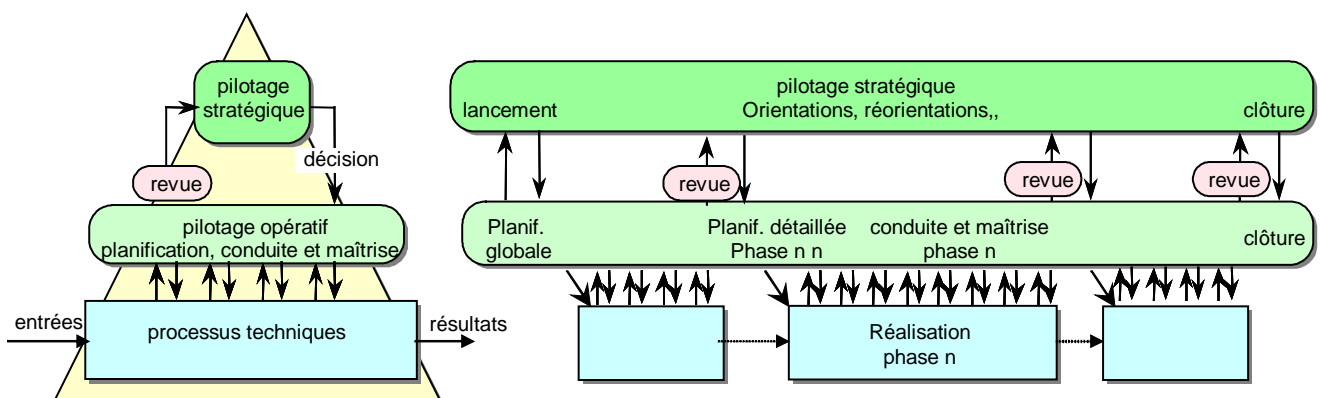 pilotage
stratégique
décision
revue
pilotage opératif
planification, conduite et maîtrise
entrées
processus techniques
résultats
pilotage stratégique
lancement
Orientations, réorientations,,
clôture
revue
revue
revue
Planif.
globale
Planif. détaillée
Phase n n
conduite et maîtrise
phase n
clôture
Réalisation
phase n